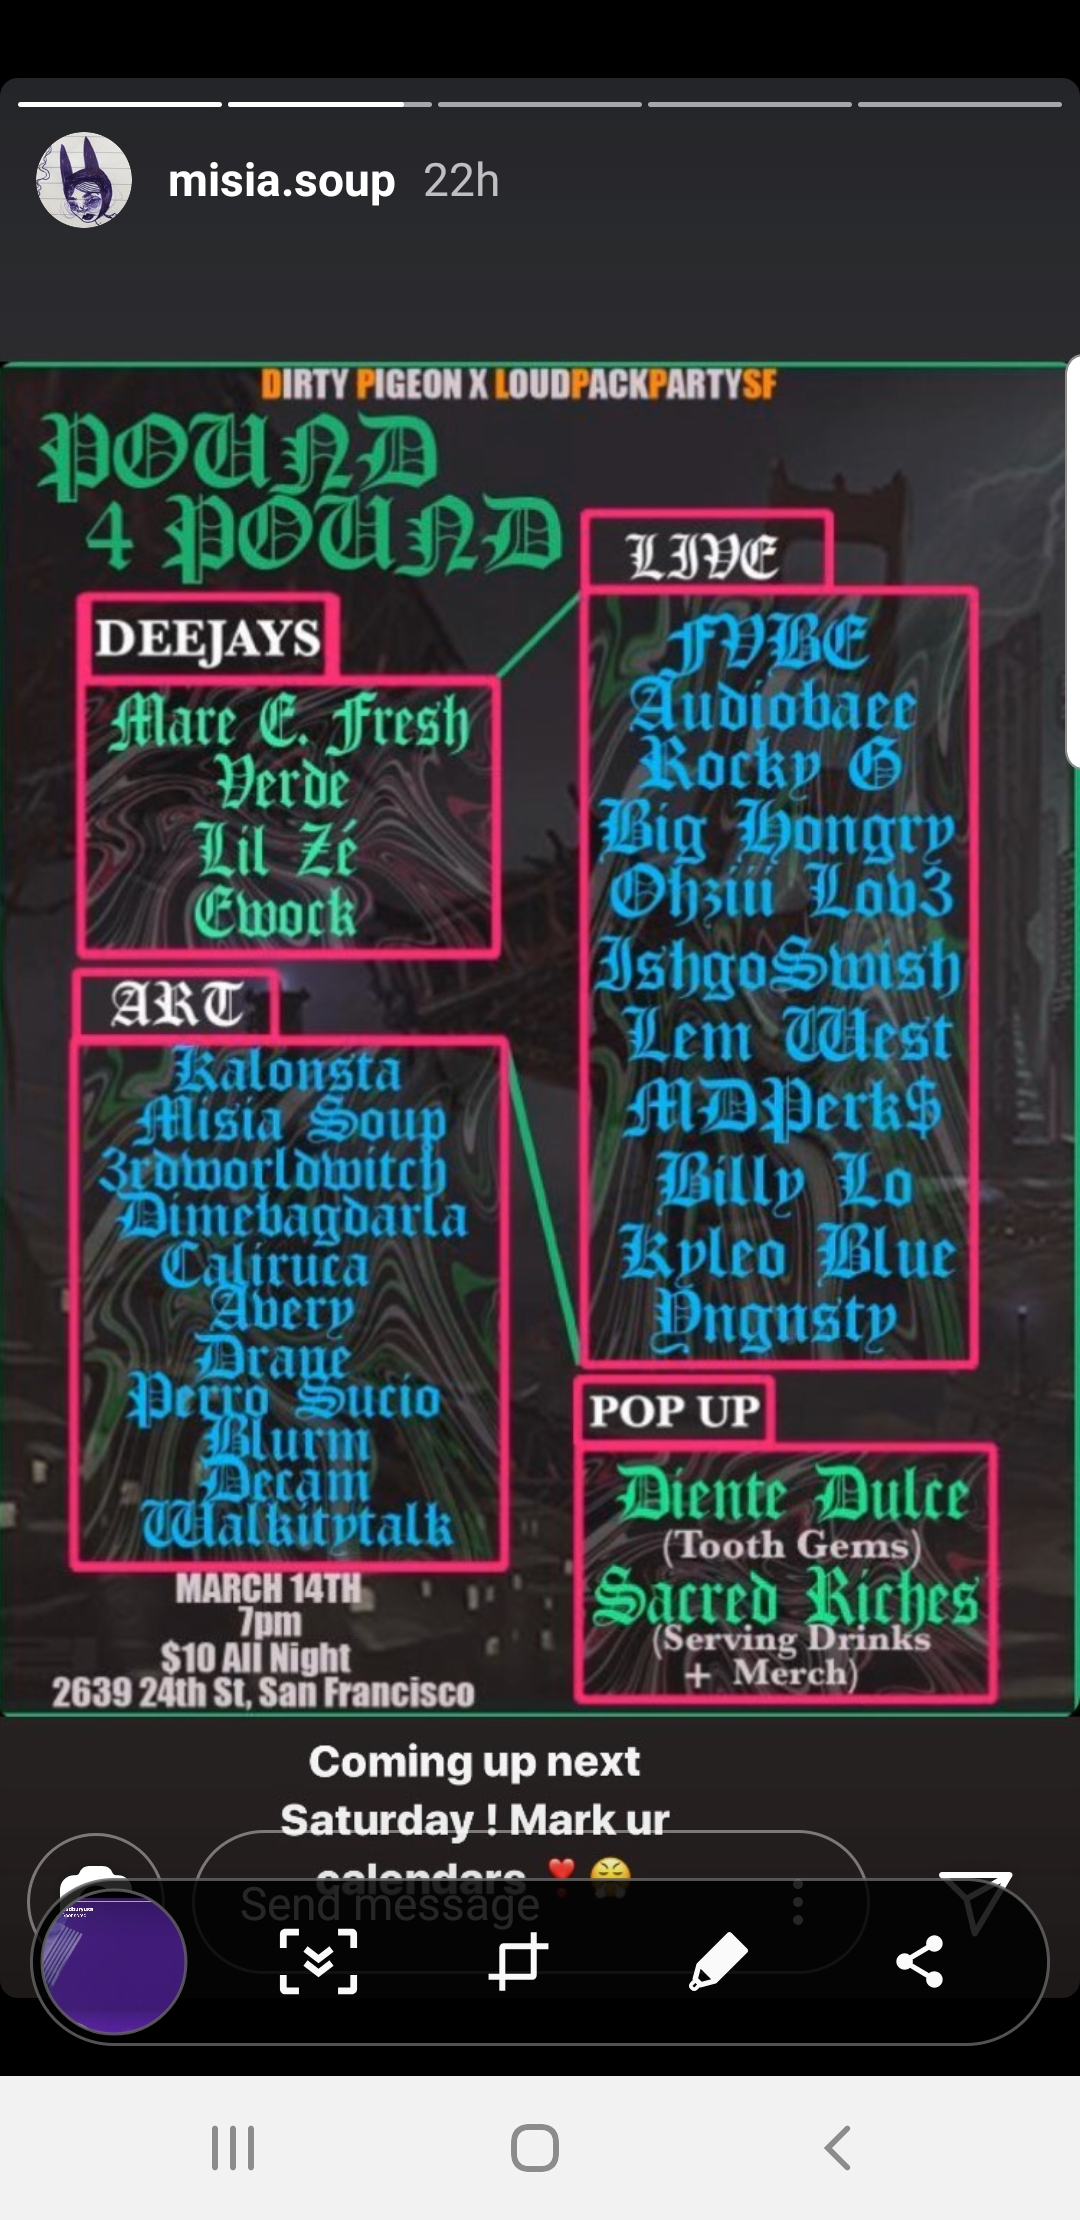 misia.soup 22h
DIRTY PIGEON X LOUDPACKPARTYSF
POUND
4 POUND
DEEJAYS
Marc E. Fresh
Verde
Lil Zé
Ewock
ART
Kalonsta
Misia Soup
3rdworldwitch
Dimebagdarla
Caliruca
Avery
Draye
Perro Sucio
Blurm
Decam
Walkitytalk
MARCH 14TH
7pm
$10 All Night
2639 24th St, San Francisco
LIVE
FVBE
Audiobaee
Rocky G
Big Hongry
Ohziii Lov3
IshgoSwish
Lem West
MDPerk$
Billy Lo
Kyleo Blue
Yngnsty
POP UP
Diente Dulce
(Tooth Gems)
Sacred Riches
(Serving Drinks
+ Merch)
Coming up next
Saturday ! Mark ur
calendars ❣️😤
Send message